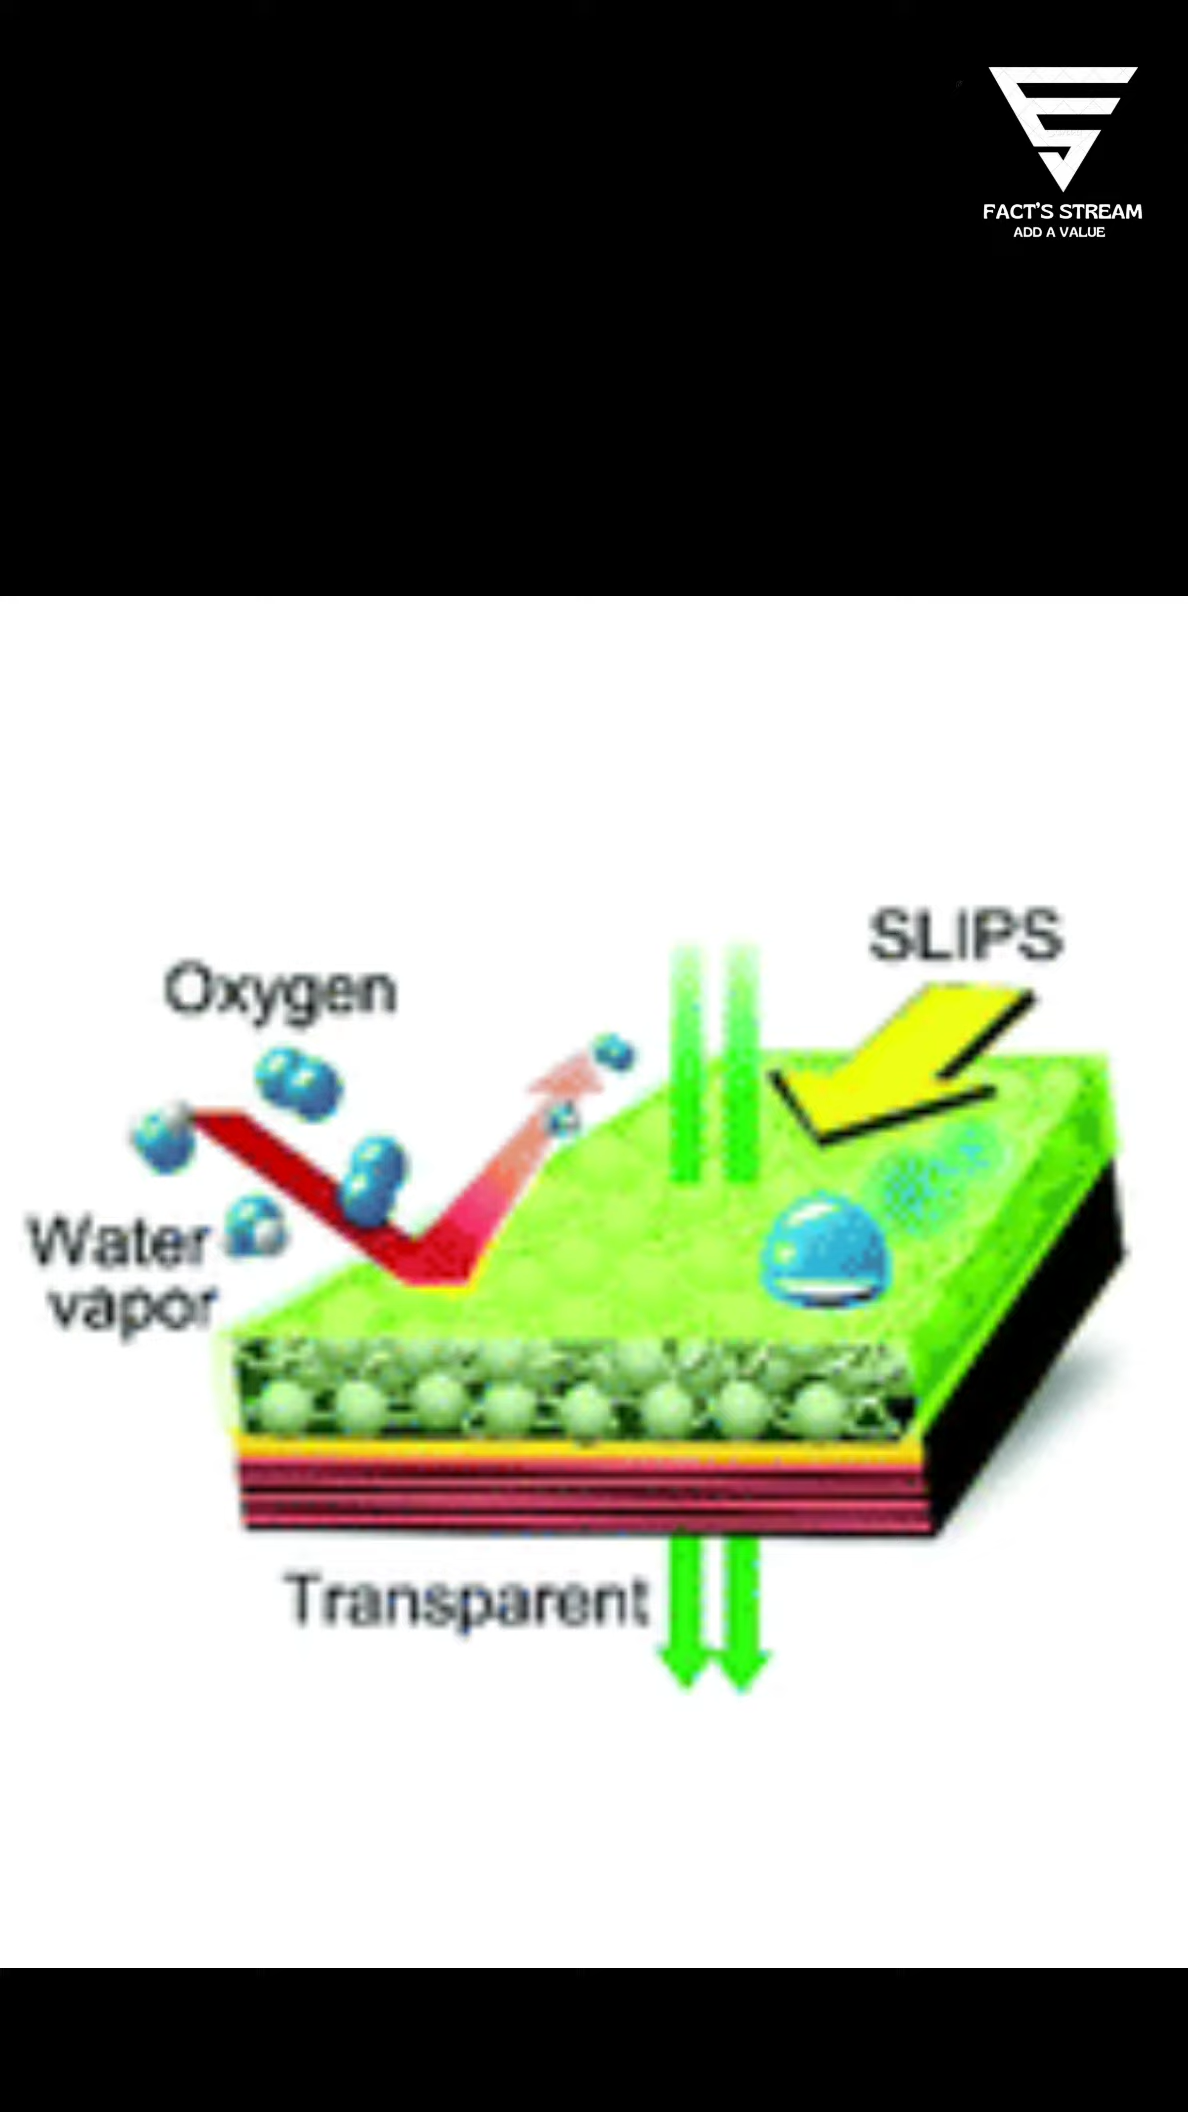 FACT'S STREAM
ADD A VALUE
SLIPS
Oxygen
Water
vapor
Transparent